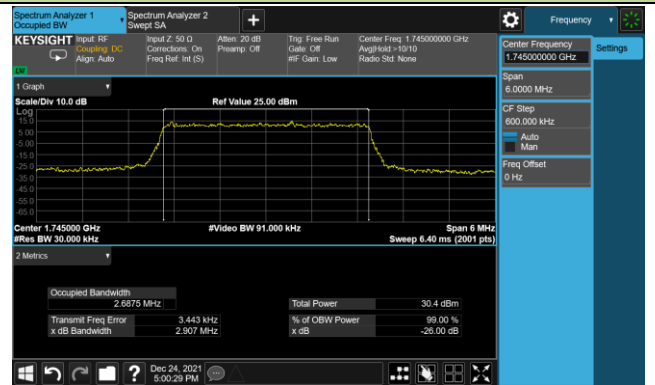 Spectrum Analyzer 1
Occupied BW
Spectrum Analyzer 2
Swept SA
Frequency
KEYSIGHT
Input: RF
Coupling: DC
Align: Auto
Input Z: 50 Ω
Corrections: On
Freq Ref: Int (S)
Atten: 20 dB
Preamp: Off
Trig: Free Run
Gate: Off
#IF Gain: Low
Center Freq: 1.745000000 GHz
Avg|Hold:>10/10
Radio Std: None
Center Frequency
1.745000000 GHz
Settings
Span
6.0000 MHz
CF Step
600.000 kHz
Auto
Man
Freq Offset
0 Hz
1 Graph
Scale/Div 10.0 dB
Ref Value 25.00 dBm
Log
15.0
5.00
-5.00
-15.0
-25.0
-35.0
-45.0
-55.0
-65.0
Center 1.745000 GHz
#Video BW 91.000 kHz
Span 6 MHz
#Res BW 30.000 kHz
Sweep 6.40 ms (2001 pts)
2 Metrics
Occupied Bandwidth
2.6875 MHz
Total Power
30.4 dBm
Transmit Freq Error
3.443 kHz
% of OBW Power
99.00 %
x dB Bandwidth
2.907 MHz
x dB
-26.00 dB
Dec 24, 2021
5:00:29 PM